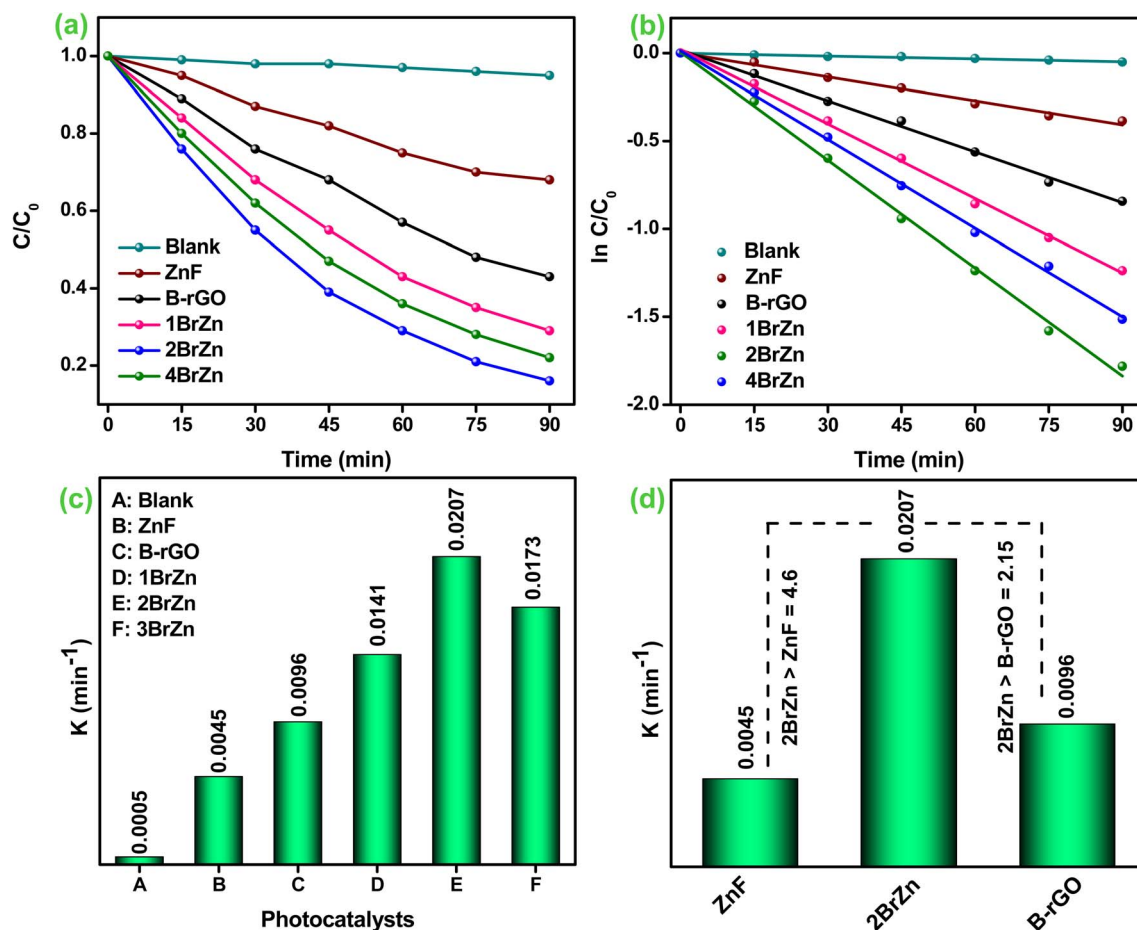 (a)
C/C0
1.0
0.8
0.6
0.4
0.2
Blank
ZnF
B-rGO
1BrZn
2BrZn
4BrZn
0 15 30 45 60 75 90
Time (min)
(b)
ln C/C0
0.0
-0.5
-1.0
-1.5
-2.0
Blank
ZnF
B-rGO
1BrZn
2BrZn
4BrZn
0 15 30 45 60 75 90
Time (min)
(c)
K (min-1)
A: Blank
B: ZnF
C: B-rGO
D: 1BrZn
E: 2BrZn
F: 3BrZn
0.0005
0.0045
0.0096
0.0141
0.0207
0.0173
A B C D E F
Photocatalysts
(d)
K (min-1)
0.0045
2BrZn > ZnF = 4.6
0.0207
2BrZn > B-rGO = 2.15
0.0096
ZnF
2BrZn
B-rGO